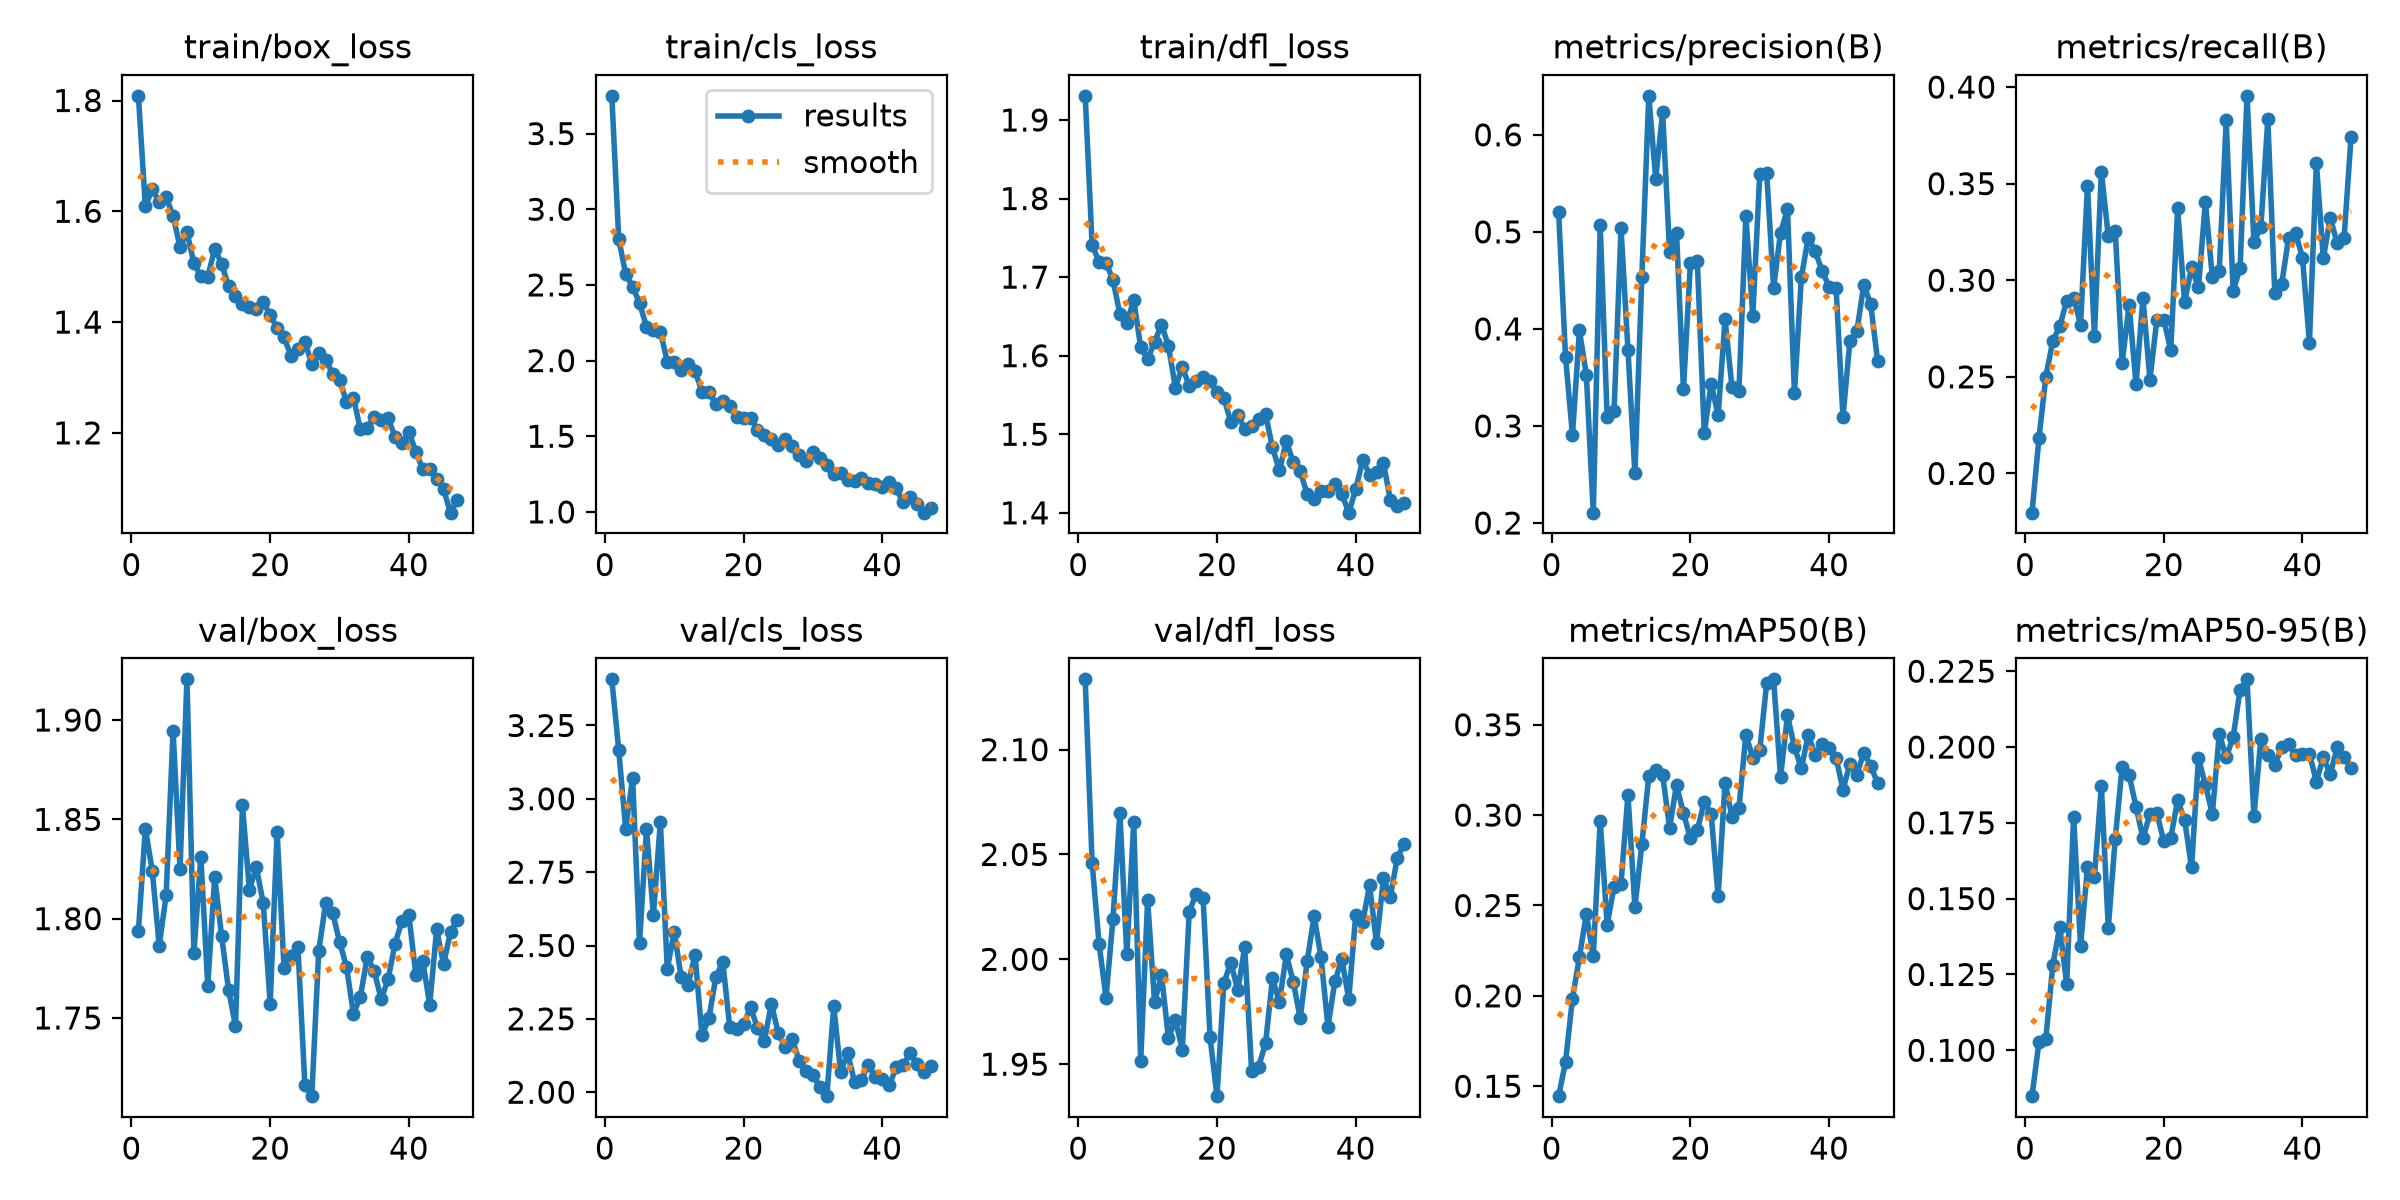 train/box_loss
1.8
1.6
1.4
1.2
0 20 40
train/cls_loss
results
smooth
3.5
3.0
2.5
2.0
1.5
1.0
0 20 40
train/dfl_loss
1.9
1.8
1.7
1.6
1.5
1.4
0 20 40
metrics/precision(B)
0.6
0.5
0.4
0.3
0.2
0 20 40
metrics/recall(B)
0.40
0.35
0.30
0.25
0.20
0 20 40
val/box_loss
1.90
1.85
1.80
1.75
0 20 40
val/cls_loss
3.25
3.00
2.75
2.50
2.25
2.00
0 20 40
val/dfl_loss
2.10
2.05
2.00
1.95
0 20 40
metrics/mAP50(B)
0.35
0.30
0.25
0.20
0.15
0 20 40
metrics/mAP50-95(B)
0.225
0.200
0.175
0.150
0.125
0.100
0 20 40